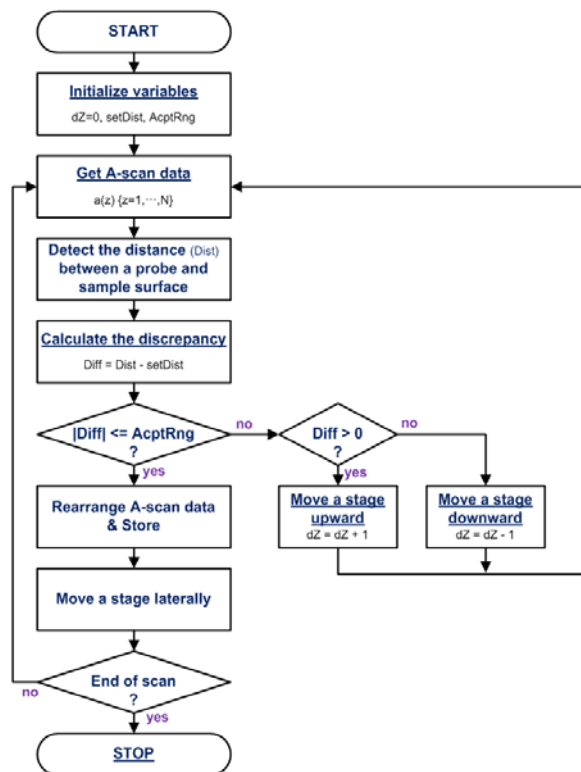 START
Initialize variables
dZ=0, setDist, AcptRng
Get A-scan data
a(z) {z=1,···,N}
Detect the distance (Dist)
between a probe and
sample surface
Calculate the discrepancy
Diff = Dist - setDist
|Diff| <= AcptRng
?
no
yes
Diff > 0
?
no
yes
Move a stage
upward
dZ = dZ + 1
Move a stage
downward
dZ = dZ - 1
Rearrange A-scan data
& Store
Move a stage laterally
End of scan
?
no
yes
STOP